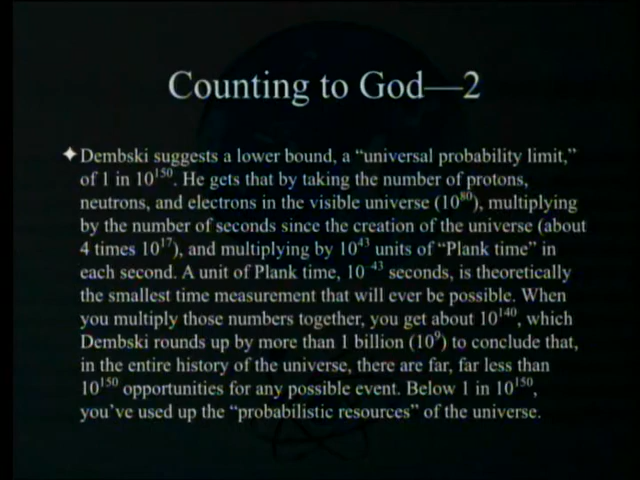 Counting to God—2
✦Dembski suggests a lower bound, a “universal probability limit,”
of 1 in 10¹⁵⁰. He gets that by taking the number of protons,
neutrons, and electrons in the visible universe (10⁸⁰), multiplying
by the number of seconds since the creation of the universe (about
4 times 10¹⁷), and multiplying by 10⁴³ units of “Plank time” in
each second. A unit of Plank time, 10 ⁻⁴³ seconds, is theoretically
the smallest time measurement that will ever be possible. When
you multiply those numbers together, you get about 10¹⁴⁰, which
Dembski rounds up by more than 1 billion (10⁹) to conclude that,
in the entire history of the universe, there are far, far less than
10¹⁵⁰ opportunities for any possible event. Below 1 in 10¹⁵⁰,
you’ve used up the “probabilistic resources” of the universe.